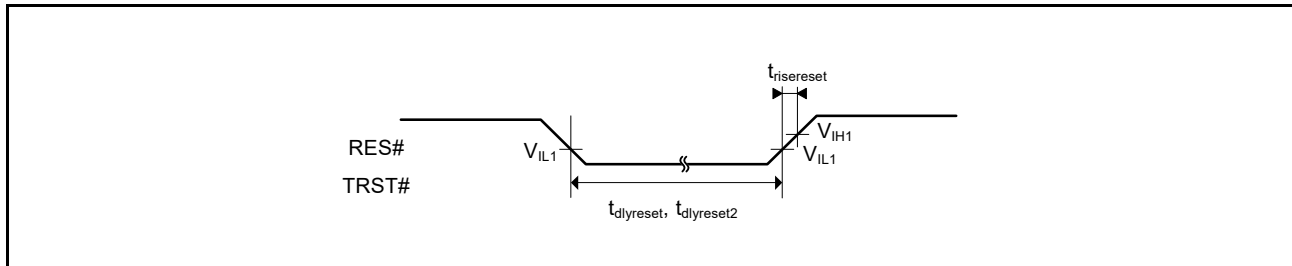 t_risereset
V_IH1
RES#
V_IL1
V_IL1
TRST#
t_dlyreset, t_dlyreset2